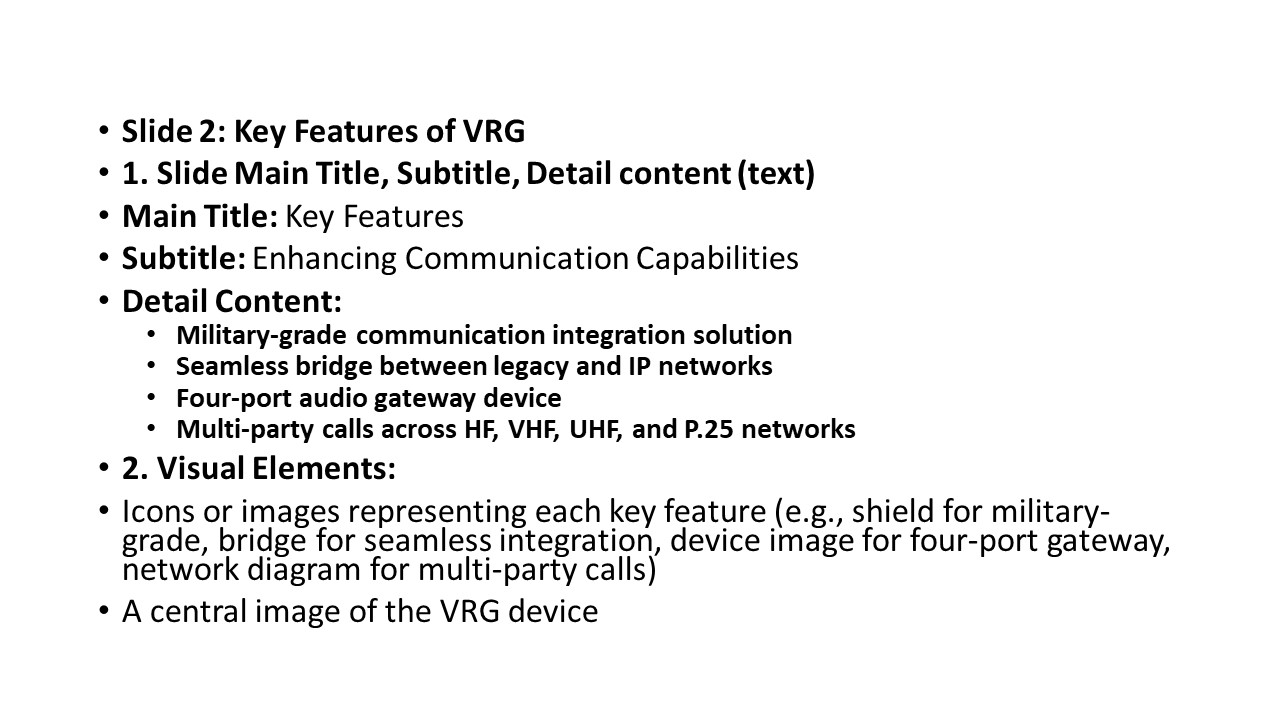 • Slide 2: Key Features of VRG
• 1. Slide Main Title, Subtitle, Detail content (text)
• Main Title: Key Features
• Subtitle: Enhancing Communication Capabilities
• Detail Content:
• Military-grade communication integration solution
• Seamless bridge between legacy and IP networks
• Four-port audio gateway device
• Multi-party calls across HF, VHF, UHF, and P.25 networks
• 2. Visual Elements:
• Icons or images representing each key feature (e.g., shield for military-
grade, bridge for seamless integration, device image for four-port gateway,
network diagram for multi-party calls)
• A central image of the VRG device